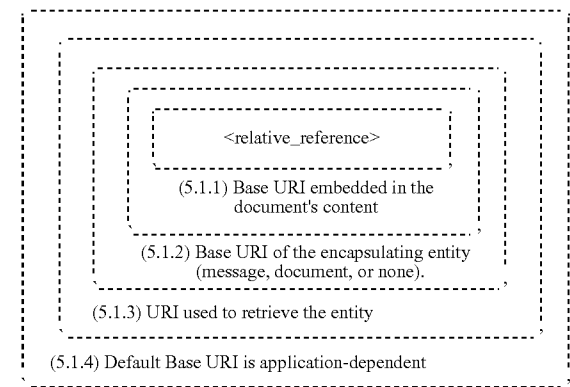 <relative_reference>
(5.1.1) Base URI embedded in the
document's content
(5.1.2) Base URI of the encapsulating entity
(message, document, or none).
(5.1.3) URI used to retrieve the entity
(5.1.4) Default Base URI is application-dependent